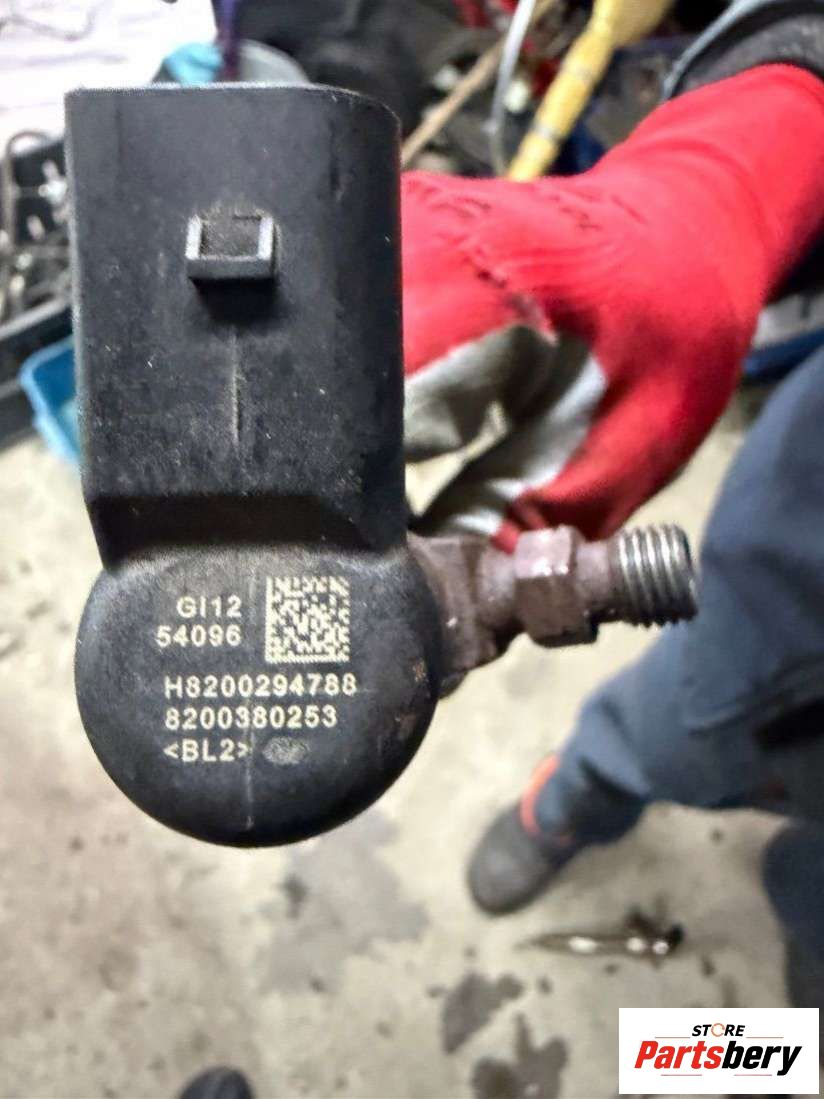 GI12
54096
H8200294788
8200380253
<BL2>
STORE
Partsbery